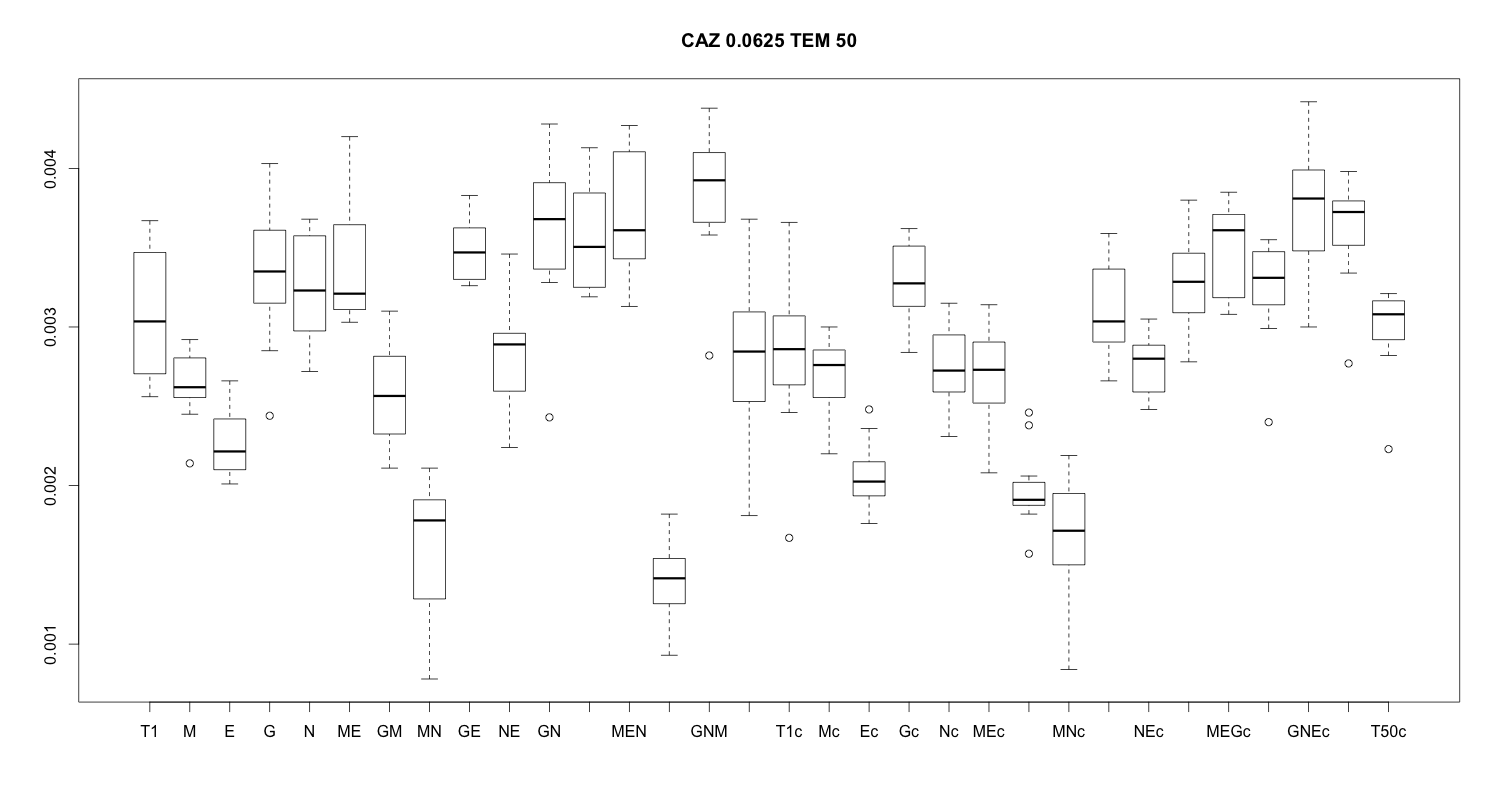 CAZ 0.0625 TEM 50
0.004
0.003
0.002
0.001
T1 M E G N ME GM MN GE NE GN MEN GNM T1c Mc Ec Gc Nc MEc MNc NEc MEGc GNEc T50c